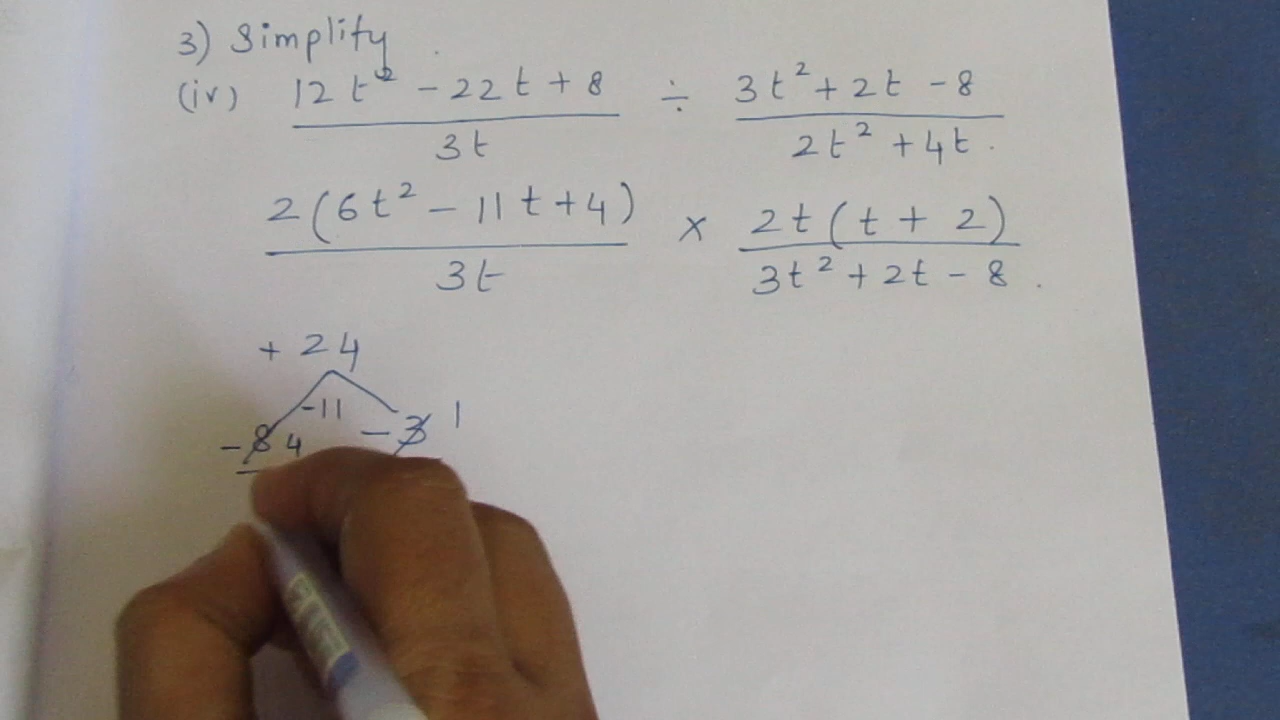 3) Simplify
(iv) 12t² - 22t + 8 / 3t ÷ 3t² + 2t - 8 / 2t² + 4t.
2(6t² - 11t + 4) / 3t × 2t(t + 2) / 3t² + 2t - 8.
+ 24
-11
-8 4 -3 1